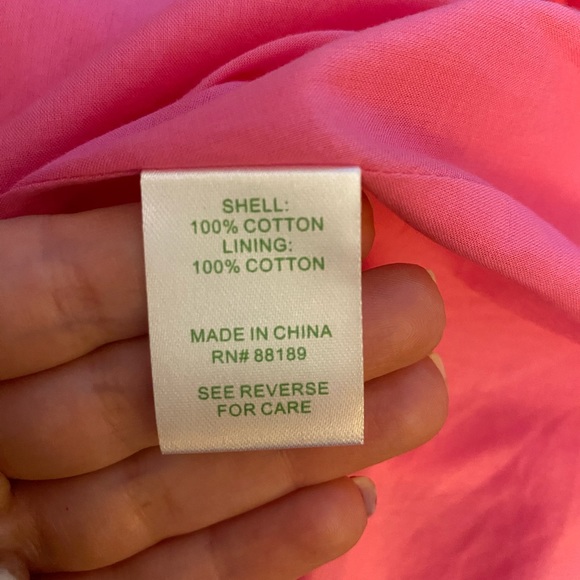 SHELL:
100% COTTON
LINING:
100% COTTON
MADE IN CHINA
RN# 88189
SEE REVERSE
FOR CARE